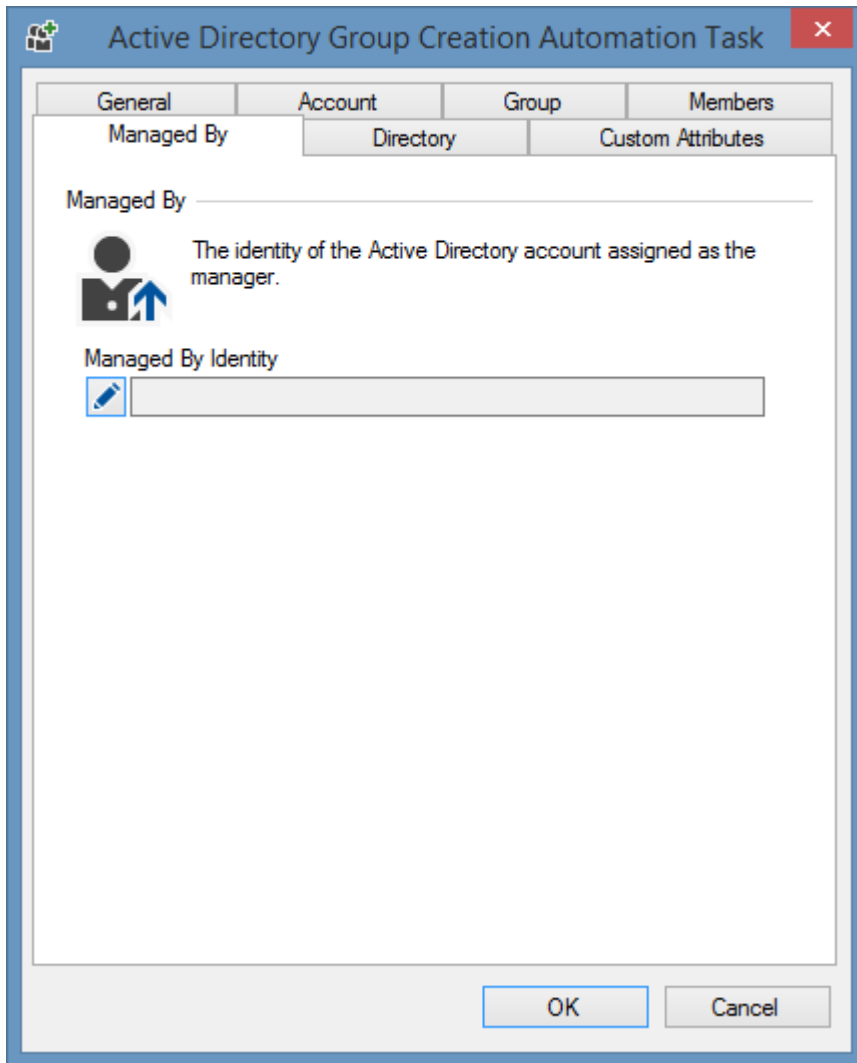 Active Directory Group Creation Automation Task
General Account Group Members
Managed By Directory Custom Attributes
Managed By
The identity of the Active Directory account assigned as the
manager.
Managed By Identity
OK Cancel